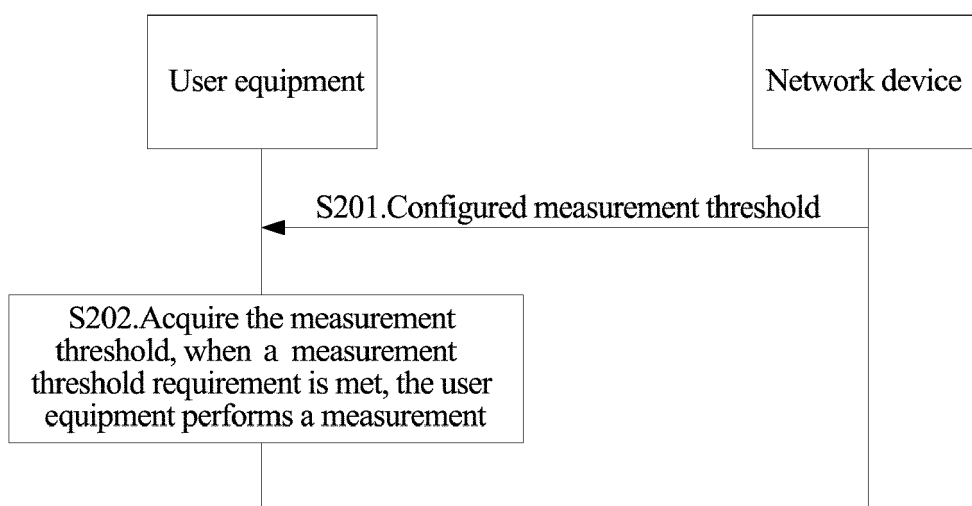 User equipment
Network device
S201.Configured measurement threshold
S202.Acquire the measurement
threshold, when a measurement
threshold requirement is met, the user
equipment performs a measurement